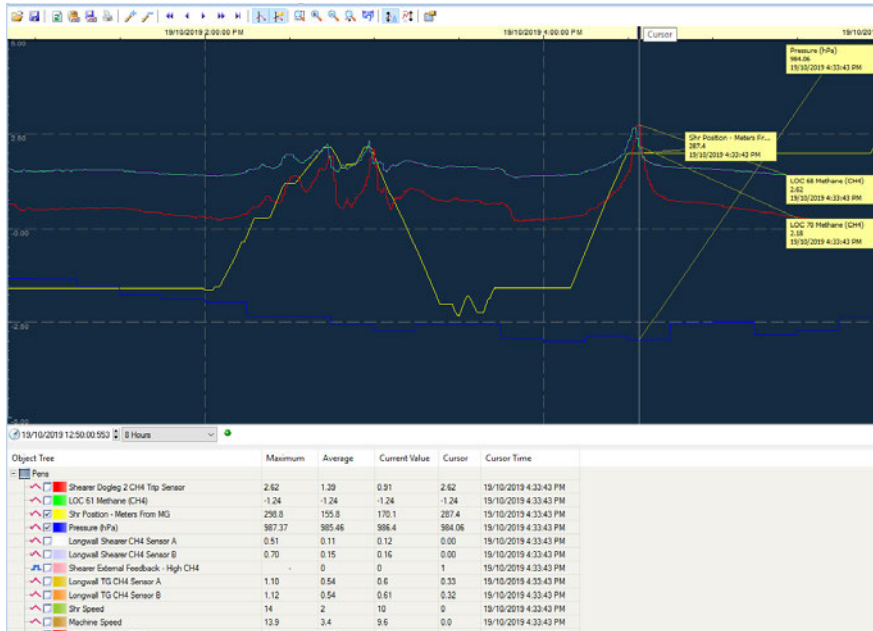 19/10/2019 2:00:00 PM
19/10/2019 4:00:00 PM
19/10/20
Cursor
5.00
2.50
-0.00
-2.50
Pressure (hPa)
984.06
19/10/2019 4:33:43 PM
Shr Position - Meters Fr...
287.4
19/10/2019 4:33:43 PM
LOC 68 Methane (CH4)
2.62
19/10/2019 4:33:43 PM
LOC 70 Methane (CH4)
2.18
19/10/2019 4:33:43 PM
19/10/2019 12:50:00:553 8 Hours
Object Tree Maximum Average Current Value Cursor Cursor Time
Pens
Shearer Dogleg 2 CH4 Trip Sensor 2.62 1.39 0.91 2.62 19/10/2019 4:33:43 PM
LOC 61 Methane (CH4) -1.24 -1.24 -1.24 -1.24 19/10/2019 4:33:43 PM
Shr Position - Meters From MG 298.8 155.8 170.1 287.4 19/10/2019 4:33:43 PM
Pressure (hPa) 987.37 985.46 986.4 984.06 19/10/2019 4:33:43 PM
Longwall Shearer CH4 Sensor A 0.51 0.11 0.12 0.00 19/10/2019 4:33:43 PM
Longwall Shearer CH4 Sensor B 0.70 0.15 0.16 0.00 19/10/2019 4:33:43 PM
Shearer External Feedback - High CH4 - 0 0 1 19/10/2019 4:33:43 PM
Longwall TG CH4 Sensor A 1.10 0.54 0.6 0.33 19/10/2019 4:33:43 PM
Longwall TG CH4 Sensor B 1.12 0.54 0.61 0.32 19/10/2019 4:33:43 PM
Shr Speed 14 2 10 0 19/10/2019 4:33:43 PM
Machine Speed 13.9 3.4 9.6 0.0 19/10/2019 4:33:43 PM